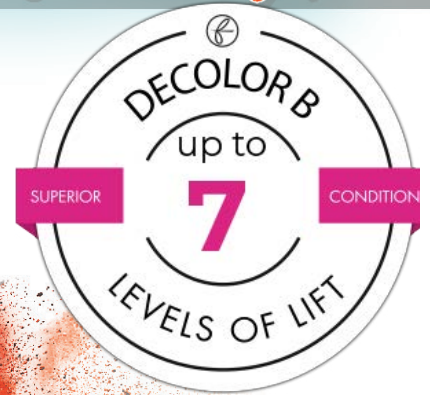 DECOLOR B
up to
7
SUPERIOR
CONDITION
LEVELS OF LIFT